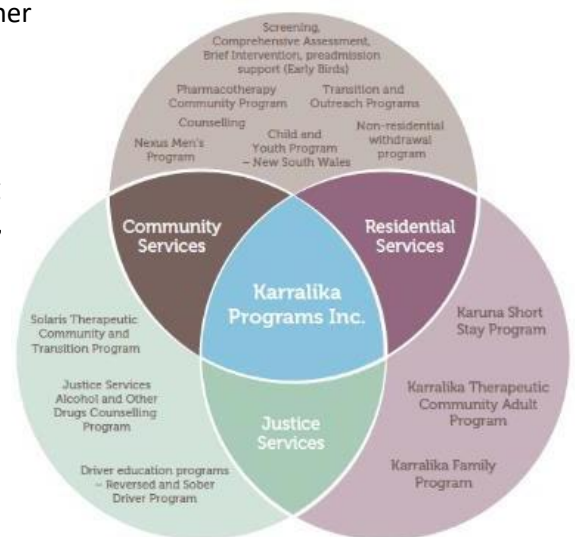 ner
Screening,
Comprehensive Assessment,
Brief Intervention, preadmission
support (Early Birds)
Pharmacotherapy
Community Program
Transition and
Outreach Programs
Counselling
Nexus Men's
Program
Child and
Youth Program
– New South Wales
Non-residential
withdrawal
program
Community
Services
Residential
Services
Karralika
Programs Inc.
Solaris Therapeutic
Community and
Transition Program
Justice Services
Alcohol and Other
Drugs Counselling
Program
Driver education programs
– Reversed and Sober
Driver Program
Justice
Services
Karuna Short
Stay Program
Karralika Therapeutic
Community Adult
Program
Karralika Family
Program